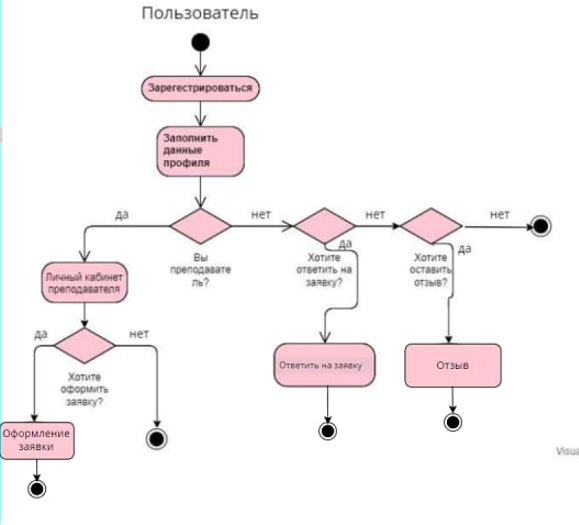 Пользователь
Зарегестрироваться
Заполнить
данные
профиля
да
нет
нет
нет
Вы
преподавате
ль?
Хотите
ответить на
заявку?
да
Хотите
оставить
отзыв?
да
Личный кабинет
преподавателя
да
нет
Хотите
оформить
заявку?
Ответить на заявку
Отзыв
Оформление
заявки
Visua